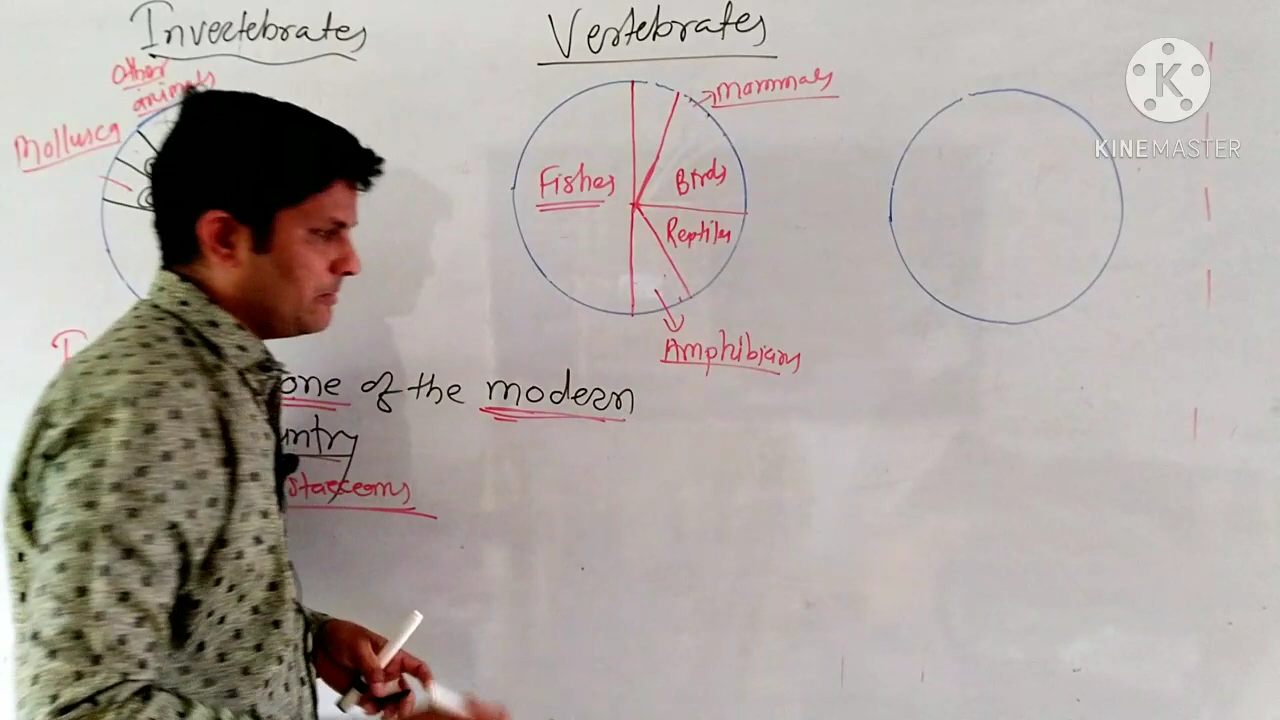 Invertebrates
Other
animals
Mollusca
Vertebrates
Mammals
Fishes
Birds
Reptiles
Amphibians
one of the modern
KINEMASTER